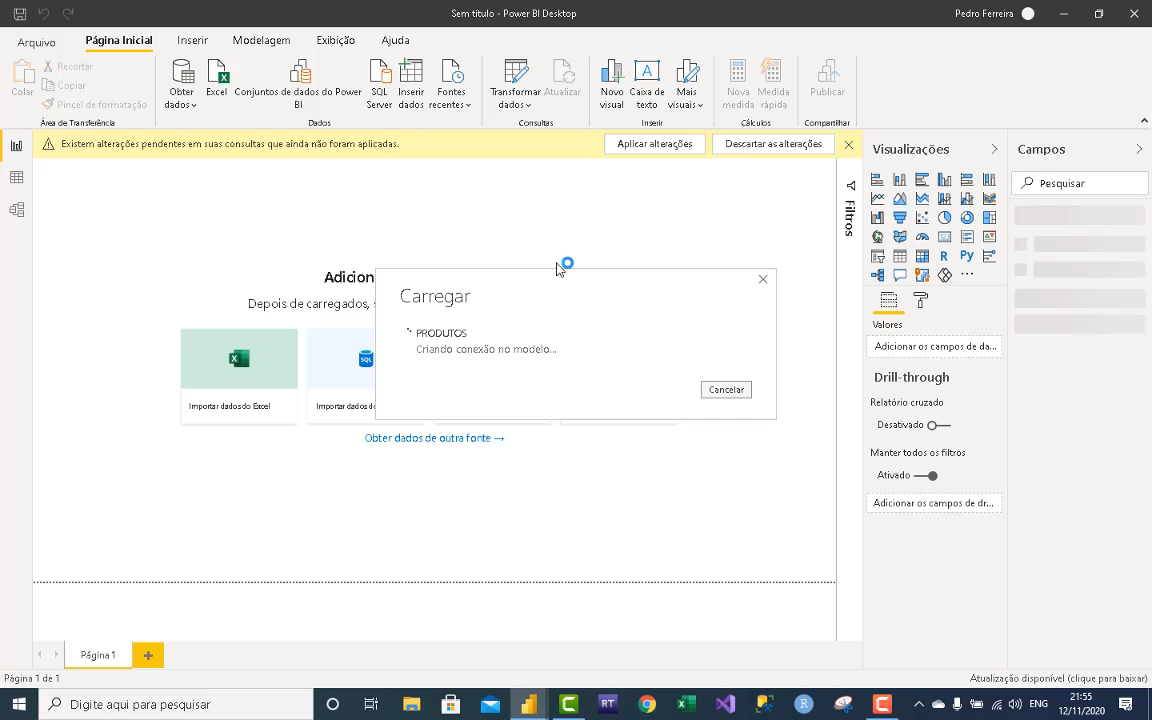 Sem título - Power BI Desktop
Pedro Ferreira
Arquivo
Página Inicial
Inserir
Modelagem
Exibição
Ajuda
Colar
Recortar
Copiar
Pincel de formatação
Área de Transferência
Obter dados
Excel
Conjuntos de dados do Power BI
SQL Server
Inserir dados
Fontes recentes
Dados
Transformar dados
Atualizar
Consultas
Novo visual
Caixa de texto
Mais visuais
Inserir
Nova medida
Medida rápida
Cálculos
Publicar
Compartilhar
Existem alterações pendentes em suas consultas que ainda não foram aplicadas.
Aplicar alterações
Descartar as alterações
Adicion
Depois de carregados, s
Importar dados do Excel
SQL
Importar dados do
Obter dados de outra fonte →
Carregar
PRODUTOS
Criando conexão no modelo...
Cancelar
Filtros
Visualizações
R
Py
Valores
Adicionar os campos de da...
Drill-through
Relatório cruzado
Desativado
Manter todos os filtros
Ativado
Adicionar os campos de dr...
Campos
Pesquisar
Página 1
Página 1 de 1
Atualização disponível (clique para baixar)
Digite aqui para pesquisar
RT
R
ENG
21:55
12/11/2020